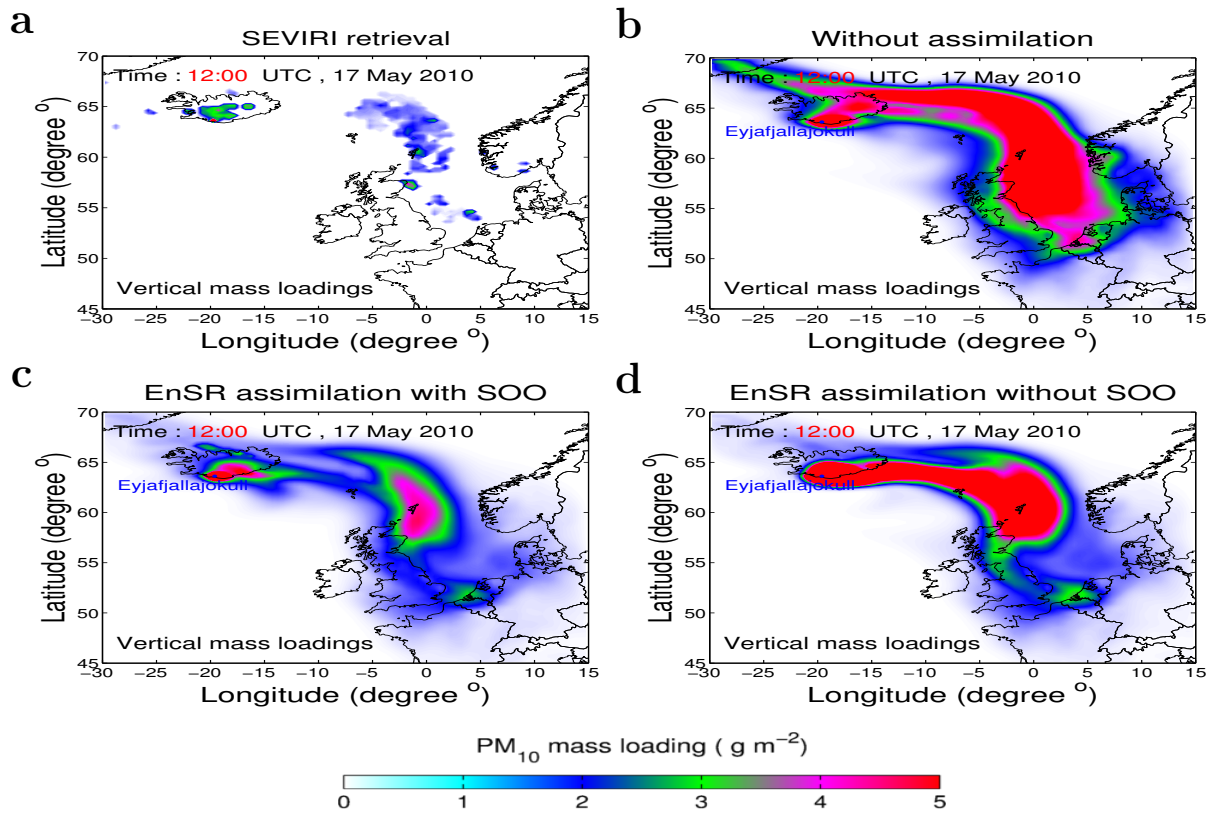 a
SEVIRI retrieval
Time : 12:00 UTC , 17 May 2010
Vertical mass loadings
Latitude (degree °)
70
65
60
55
50
45
−30 −25 −20 −15 −10 −5 0 5 10 15
Longitude (degree °)
b
Without assimilation
Time : 12:00 UTC , 17 May 2010
Eyjafjallajokull
Vertical mass loadings
Latitude (degree °)
70
65
60
55
50
45
−30 −25 −20 −15 −10 −5 0 5 10 15
Longitude (degree °)
c
EnSR assimilation with SOO
Time : 12:00 UTC , 17 May 2010
Eyjafjallajokull
Vertical mass loadings
Latitude (degree °)
70
65
60
55
50
45
−30 −25 −20 −15 −10 −5 0 5 10 15
Longitude (degree °)
d
EnSR assimilation without SOO
Time : 12:00 UTC , 17 May 2010
Eyjafjallajokull
Vertical mass loadings
Latitude (degree °)
70
65
60
55
50
45
−30 −25 −20 −15 −10 −5 0 5 10 15
Longitude (degree °)
PM₁₀ mass loading ( g m⁻²)
0 1 2 3 4 5